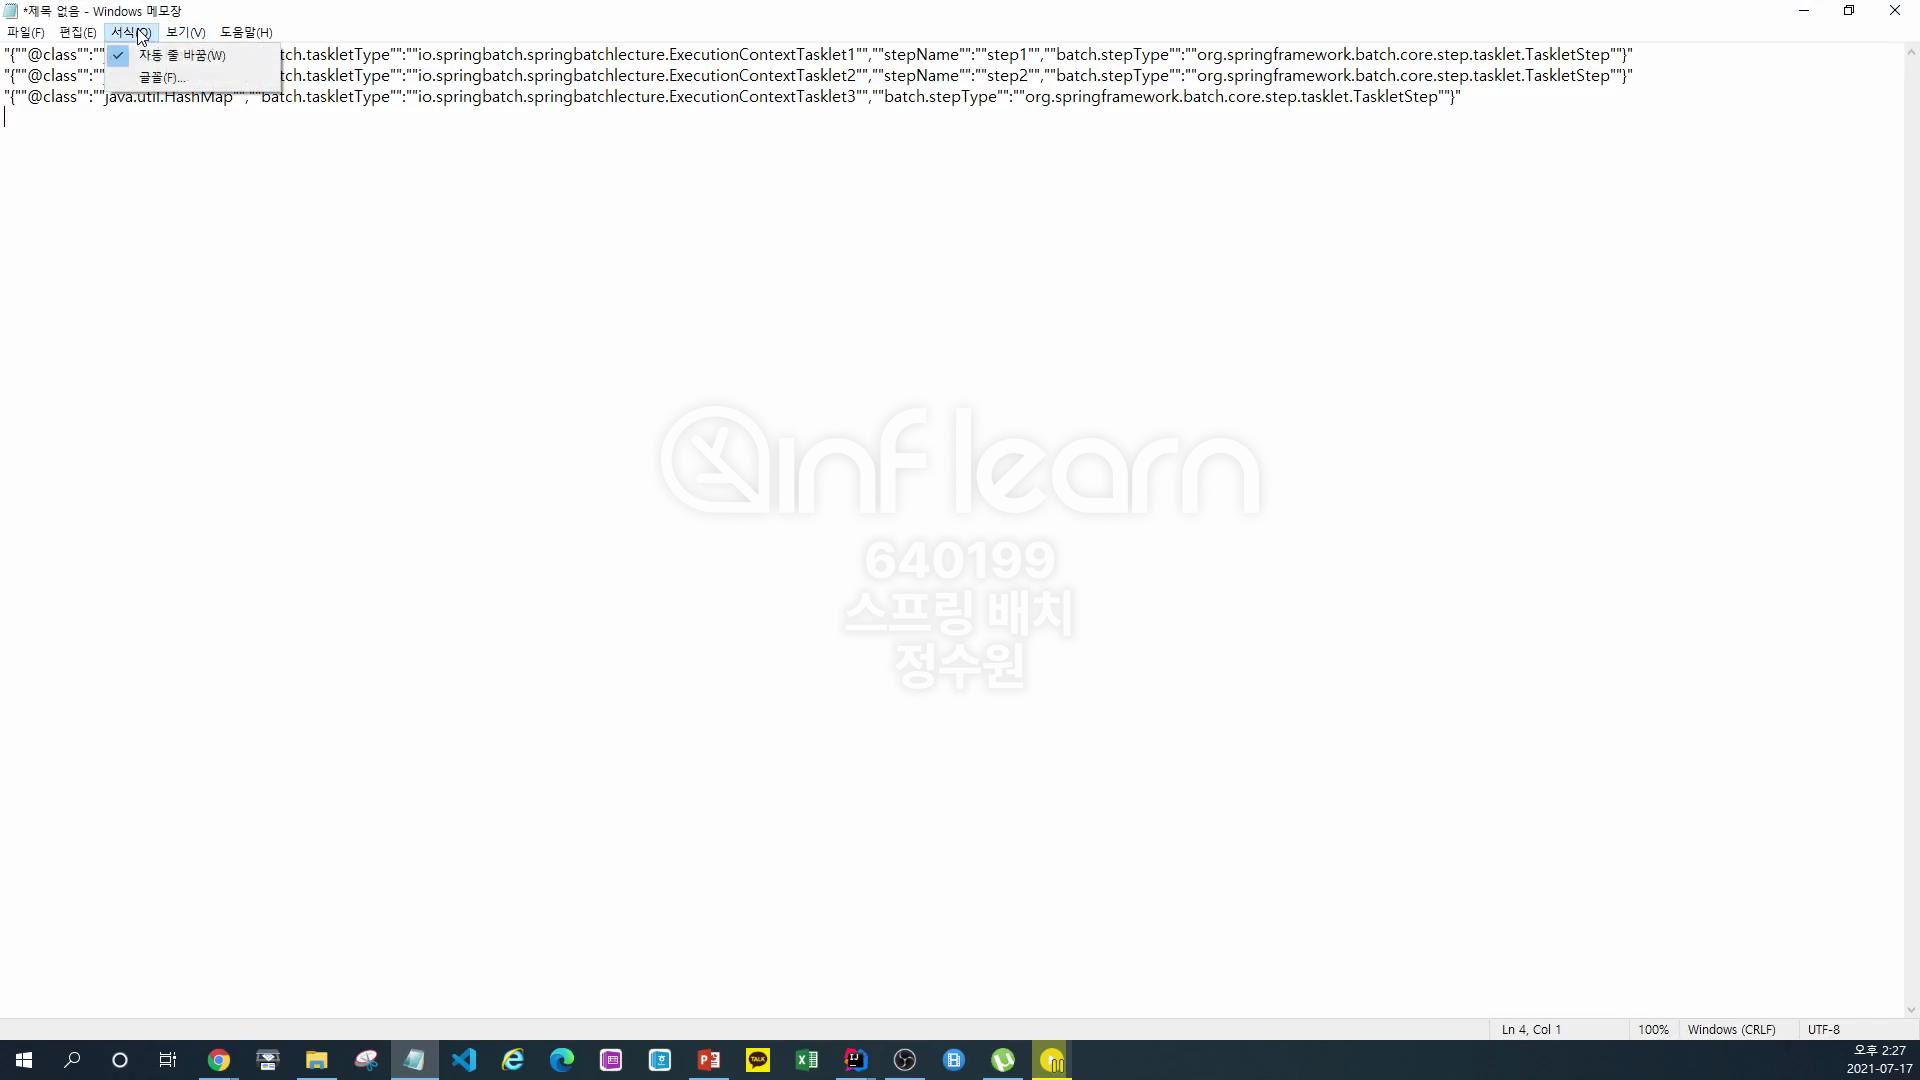 *제목 없음 - Windows 메모장
파일(F) 편집(E) 서식(O) 보기(V) 도움말(H)
자동 줄 바꿈(W)
글꼴(F)...
"{""@class"":"" tch.taskletType"":""io.springbatch.springbatchlecture.ExecutionContextTasklet1"",""stepName"":""step1"",""batch.stepType"":""org.springframework.batch.core.step.tasklet.TaskletStep""}"
"{""@class"":"" tch.taskletType"":""io.springbatch.springbatchlecture.ExecutionContextTasklet2"",""stepName"":""step2"",""batch.stepType"":""org.springframework.batch.core.step.tasklet.TaskletStep""}"
"{""@class"":""java.util.HashMap"",""batch.taskletType"":""io.springbatch.springbatchlecture.ExecutionContextTasklet3"",""batch.stepType"":""org.springframework.batch.core.step.tasklet.TaskletStep""}"
inflearn
640199
스프링 배치
정수원
Ln 4, Col 1 100% Windows (CRLF) UTF-8
TALK
오후 2:27
2021-07-17